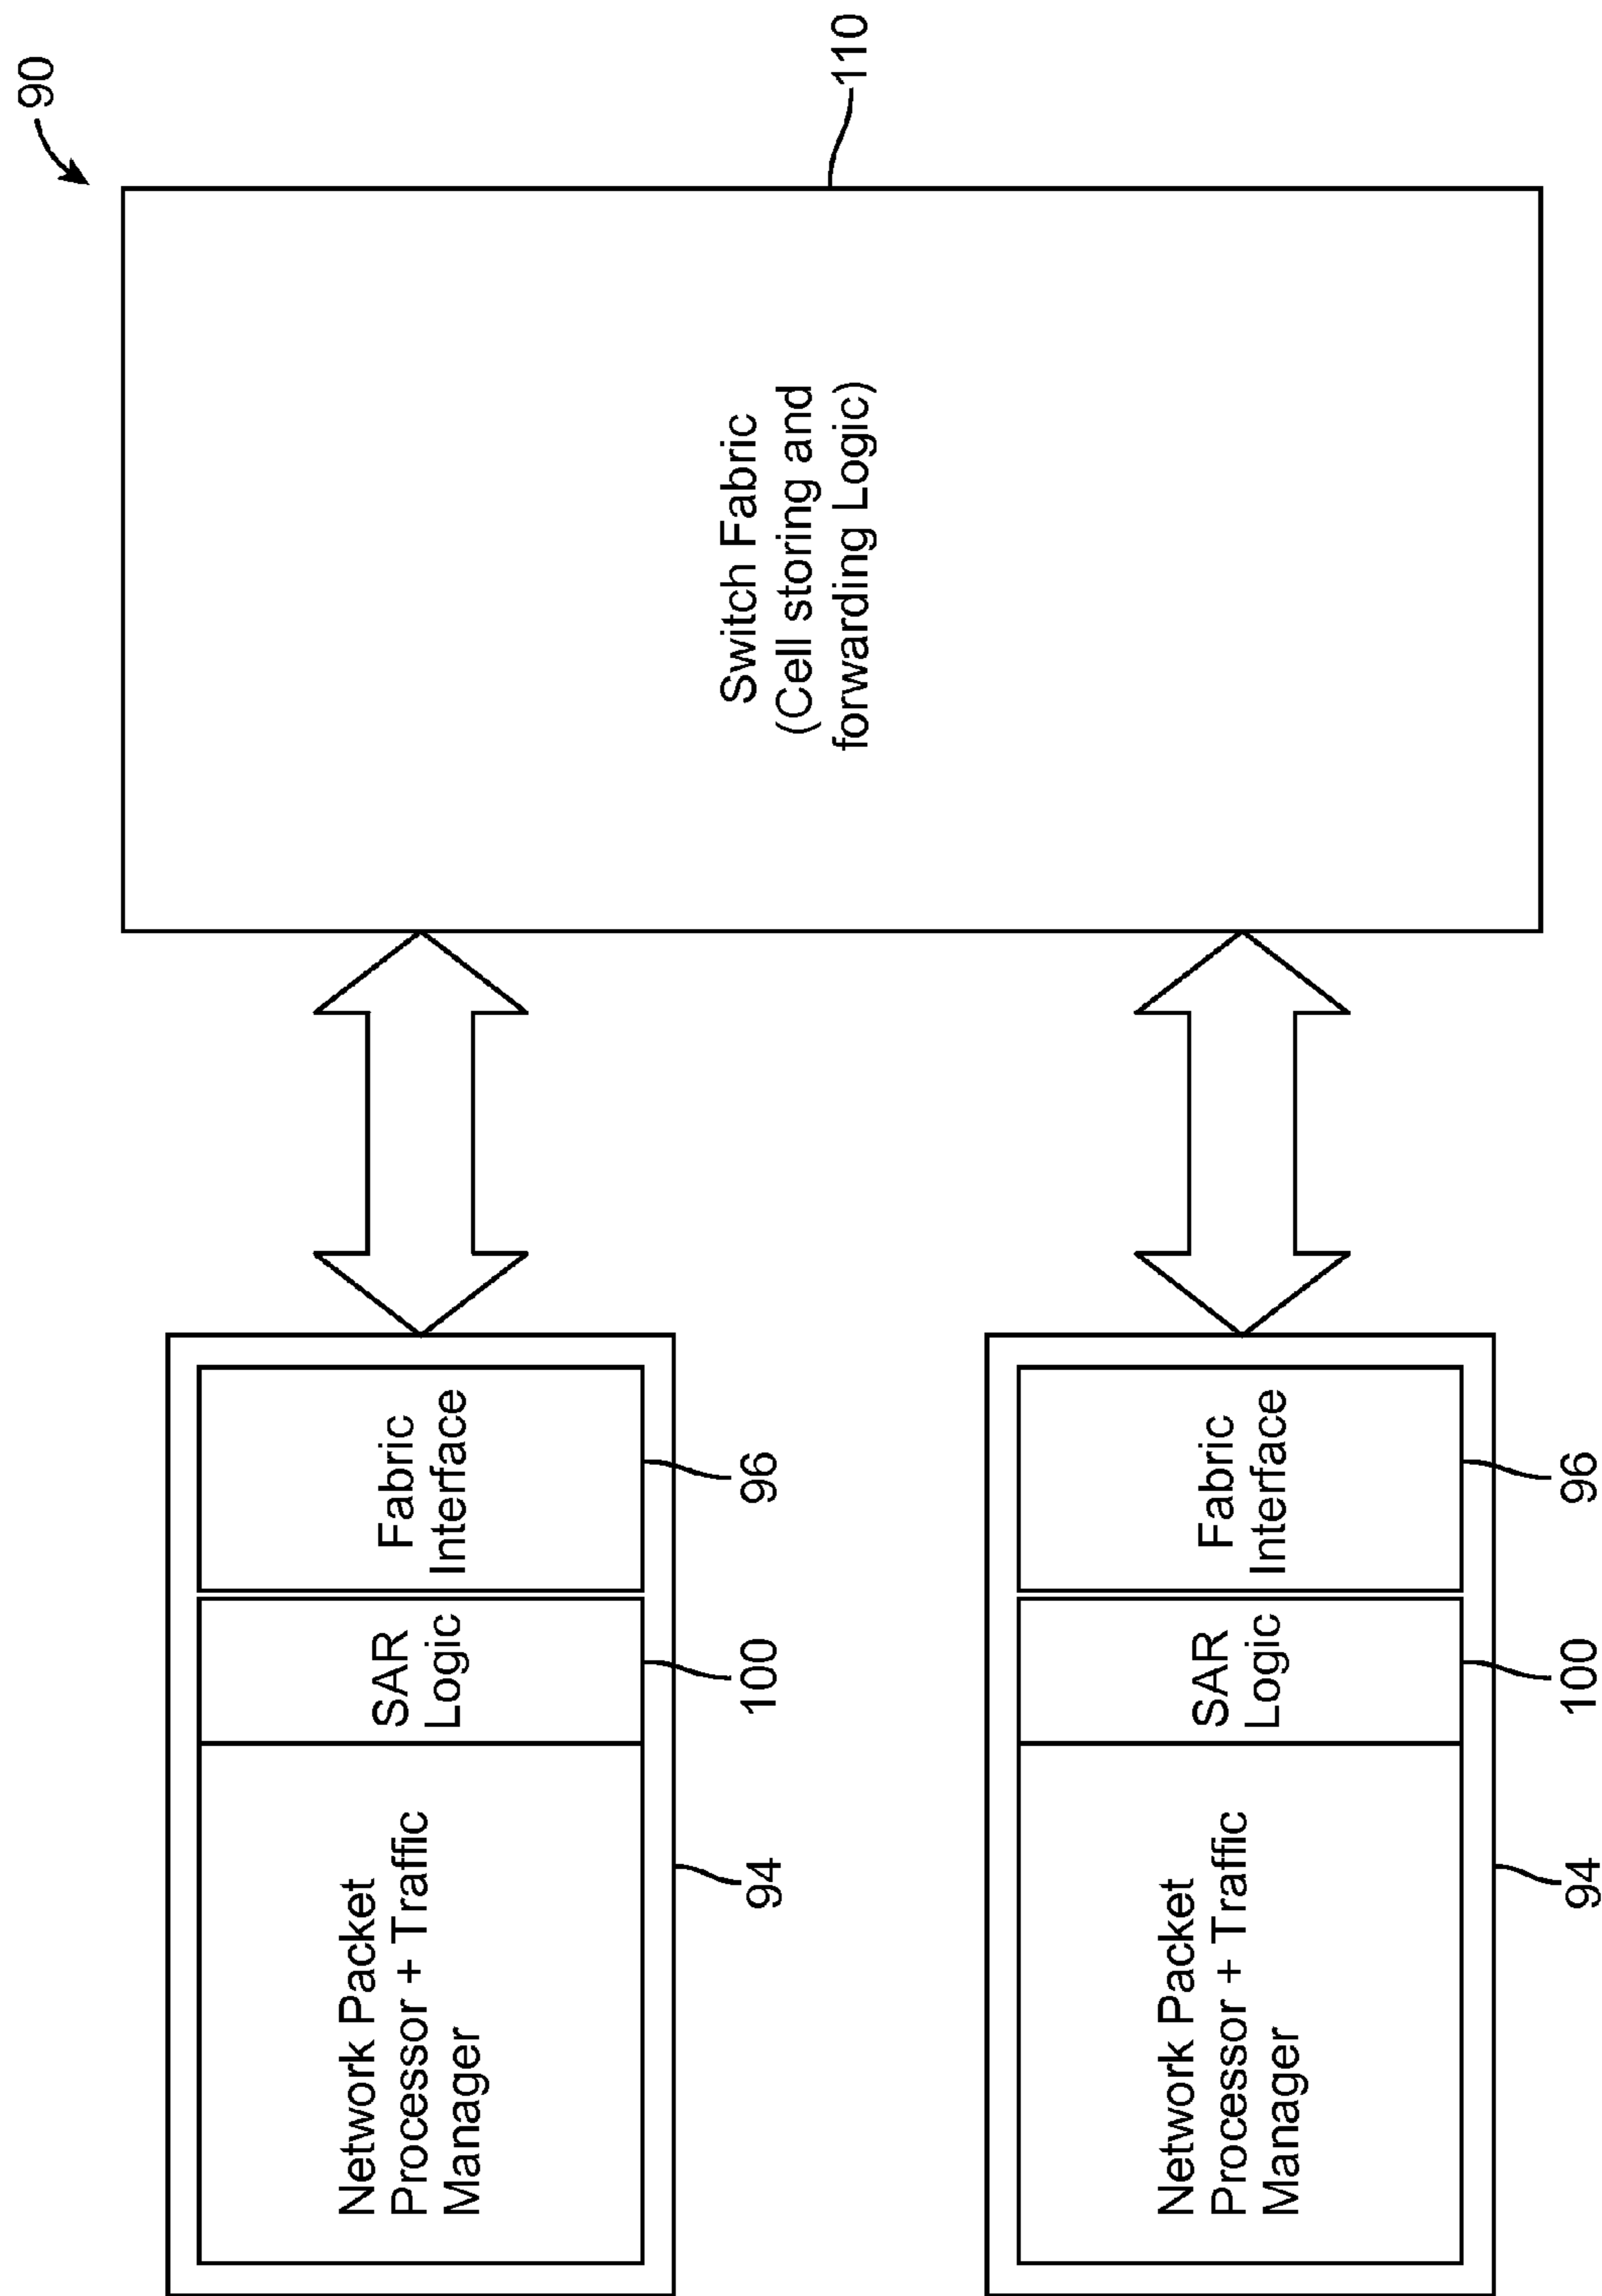 90
110
Switch Fabric
(Cell storing and
forwarding Logic)
Fabric
Interface
96
SAR
Logic
100
Network Packet
Processor + Traffic
Manager
94
Fabric
Interface
96
SAR
Logic
100
Network Packet
Processor + Traffic
Manager
94